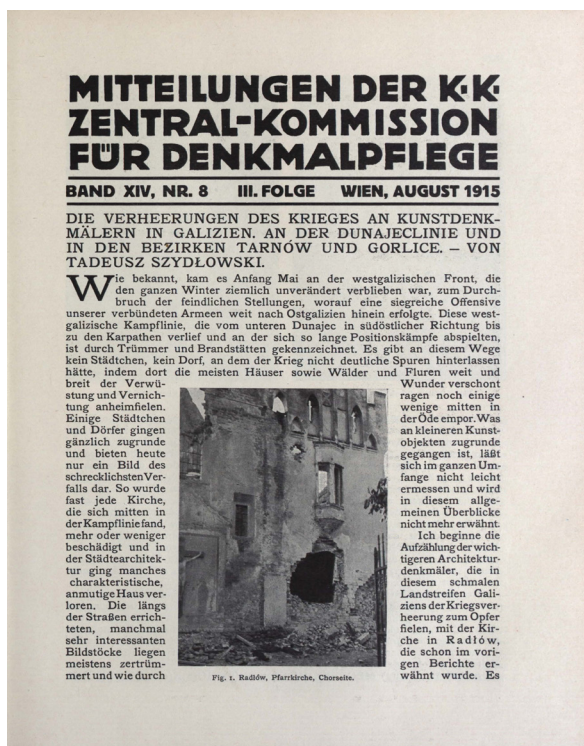 MITTEILUNGEN DER K·K·
ZENTRAL-KOMMISSION
FÜR DENKMALPFLEGE
BAND XIV, NR. 8 III. FOLGE WIEN, AUGUST 1915
DIE VERHEERUNGEN DES KRIEGES AN KUNSTDENK-
MÄLERN IN GALIZIEN. AN DER DUNAJECLINIE UND
IN DEN BEZIRKEN TARNÓW UND GORLICE. — VON
TADEUSZ SZYDŁOWSKI.
Wie bekannt, kam es Anfang Mai an der westgalizischen Front, die
den ganzen Winter ziemlich unverändert verblieben war, zum Durch-
bruch der feindlichen Stellungen, worauf eine siegreiche Offensive
unserer verbündeten Armeen weit nach Ostgalizien hinein erfolgte. Diese west-
galizische Kampflinie, die vom unteren Dunajec in südöstlicher Richtung bis
zu den Karpathen verlief und an der sich so lange Positionskämpfe abspielten,
ist durch Trümmer und Brandstätten gekennzeichnet. Es gibt an diesem Wege
kein Städtchen, kein Dorf, an dem der Krieg nicht deutliche Spuren hinterlassen
hätte, indem dort die meisten Häuser sowie Wälder und Fluren weit und
breit der Verwü-
stung und Vernich-
tung anheimfielen.
Einige Städtchen
und Dörfer gingen
gänzlich zugrunde
und bieten heute
nur ein Bild des
schrecklichsten Ver-
falls dar. So wurde
fast jede Kirche,
die sich mitten in
der Kampflinie fand,
mehr oder weniger
beschädigt und in
der Städtearchitek-
tur ging manches
charakteristische,
anmutige Haus ver-
loren. Die längs
der Straßen errich-
teten, manchmal
sehr interessanten
Bildstöcke liegen
meistens zertrüm-
mert und wie durch
Fig. 1. Radłów, Pfarrkirche, Chorseite.
Wunder verschont
ragen noch einige
wenige mitten in
der Öde empor. Was
an kleineren Kunst-
objekten zugrunde
gegangen ist, läßt
sich im ganzen Um-
fange nicht leicht
ermessen und wird
in diesem allge-
meinen Überblicke
nicht mehr erwähnt.
Ich beginne die
Aufzählung der wich-
tigeren Architektur-
denkmäler, die in
diesem schmalen
Landstreifen Gali-
ziens der Kriegsver-
heerung zum Opfer
fielen, mit der Kir-
che in Radłów,
die schon im vori-
gen Berichte er-
wähnt wurde. Es